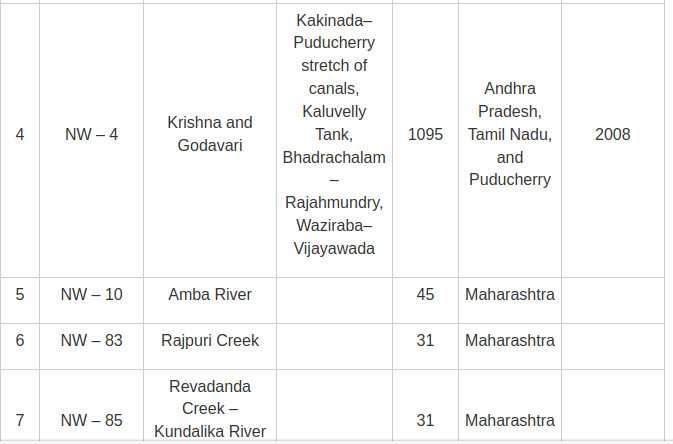 4
NW – 4
Krishna and
Godavari
Kakinada–
Puducherry
stretch of
canals,
Kaluvelly
Tank,
Bhadrachalam
–
Rajahmundry,
Waziraba–
Vijayawada
1095
Andhra
Pradesh,
Tamil Nadu,
and
Puducherry
2008
5 NW – 10 Amba River 45 Maharashtra
6 NW – 83 Rajpuri Creek 31 Maharashtra
7 NW – 85
Revadanda
Creek –
Kundalika River
31 Maharashtra